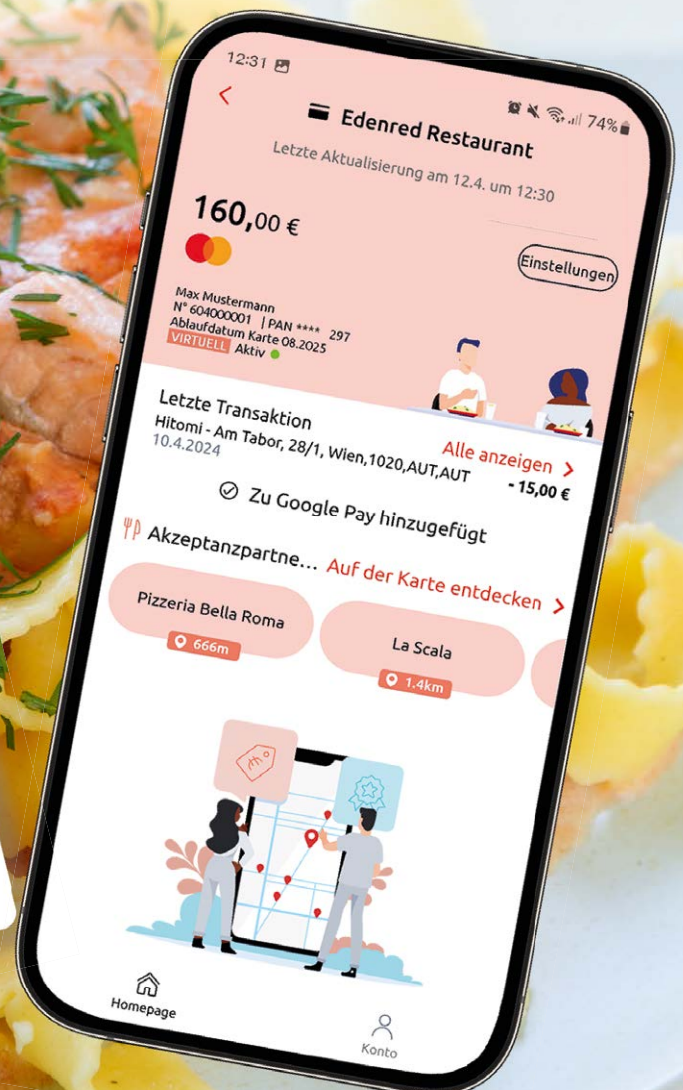 12:31
74%
Edenred Restaurant
Letzte Aktualisierung am 12.4. um 12:30
160,00 €
Einstellungen
Max Mustermann
N° 604000001 | PAN **** 297
Ablaufdatum Karte 08.2025
VIRTUELL Aktiv
Letzte Transaktion
Alle anzeigen >
Hitomi - Am Tabor, 28/1, Wien,1020,AUT,AUT
10.4.2024
- 15,00 €
Zu Google Pay hinzugefügt
Akzeptanzpartne... Auf der Karte entdecken >
Pizzeria Bella Roma
666m
La Scala
1.4km
Homepage
Konto